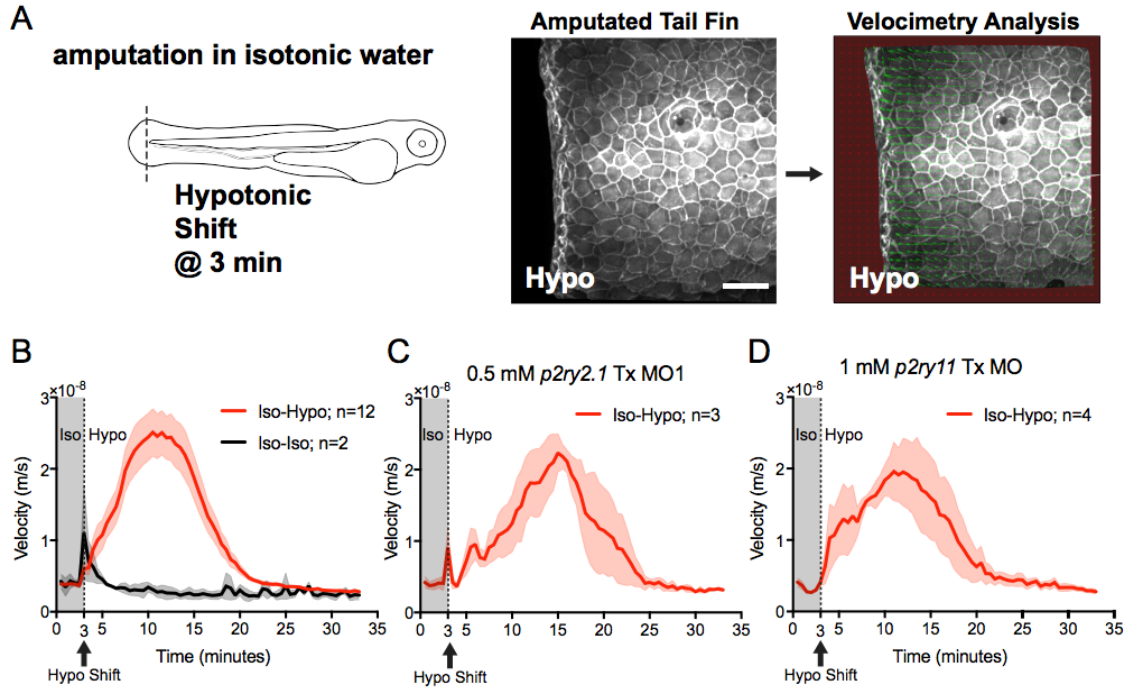 A
amputation in isotonic water
Hypotonic
Shift
@ 3 min
Amputated Tail Fin
Hypo
Velocimetry Analysis
Hypo
B
×10⁻⁸
3
2
1
0
Velocity (m/s)
Iso
Hypo
Iso-Hypo; n=12
Iso-Iso; n=2
0 3 5 10 15 20 25 30 35
Time (minutes)
Hypo Shift
C
0.5 mM p2ry2.1 Tx MO1
×10⁻⁸
3
2
1
0
Velocity (m/s)
Iso
Hypo
Iso-Hypo; n=3
0 3 5 10 15 20 25 30 35
Time (minutes)
Hypo Shift
D
1 mM p2ry11 Tx MO
×10⁻⁸
3
2
1
0
Velocity (m/s)
Iso
Hypo
Iso-Hypo; n=4
0 3 5 10 15 20 25 30 35
Time (minutes)
Hypo Shift